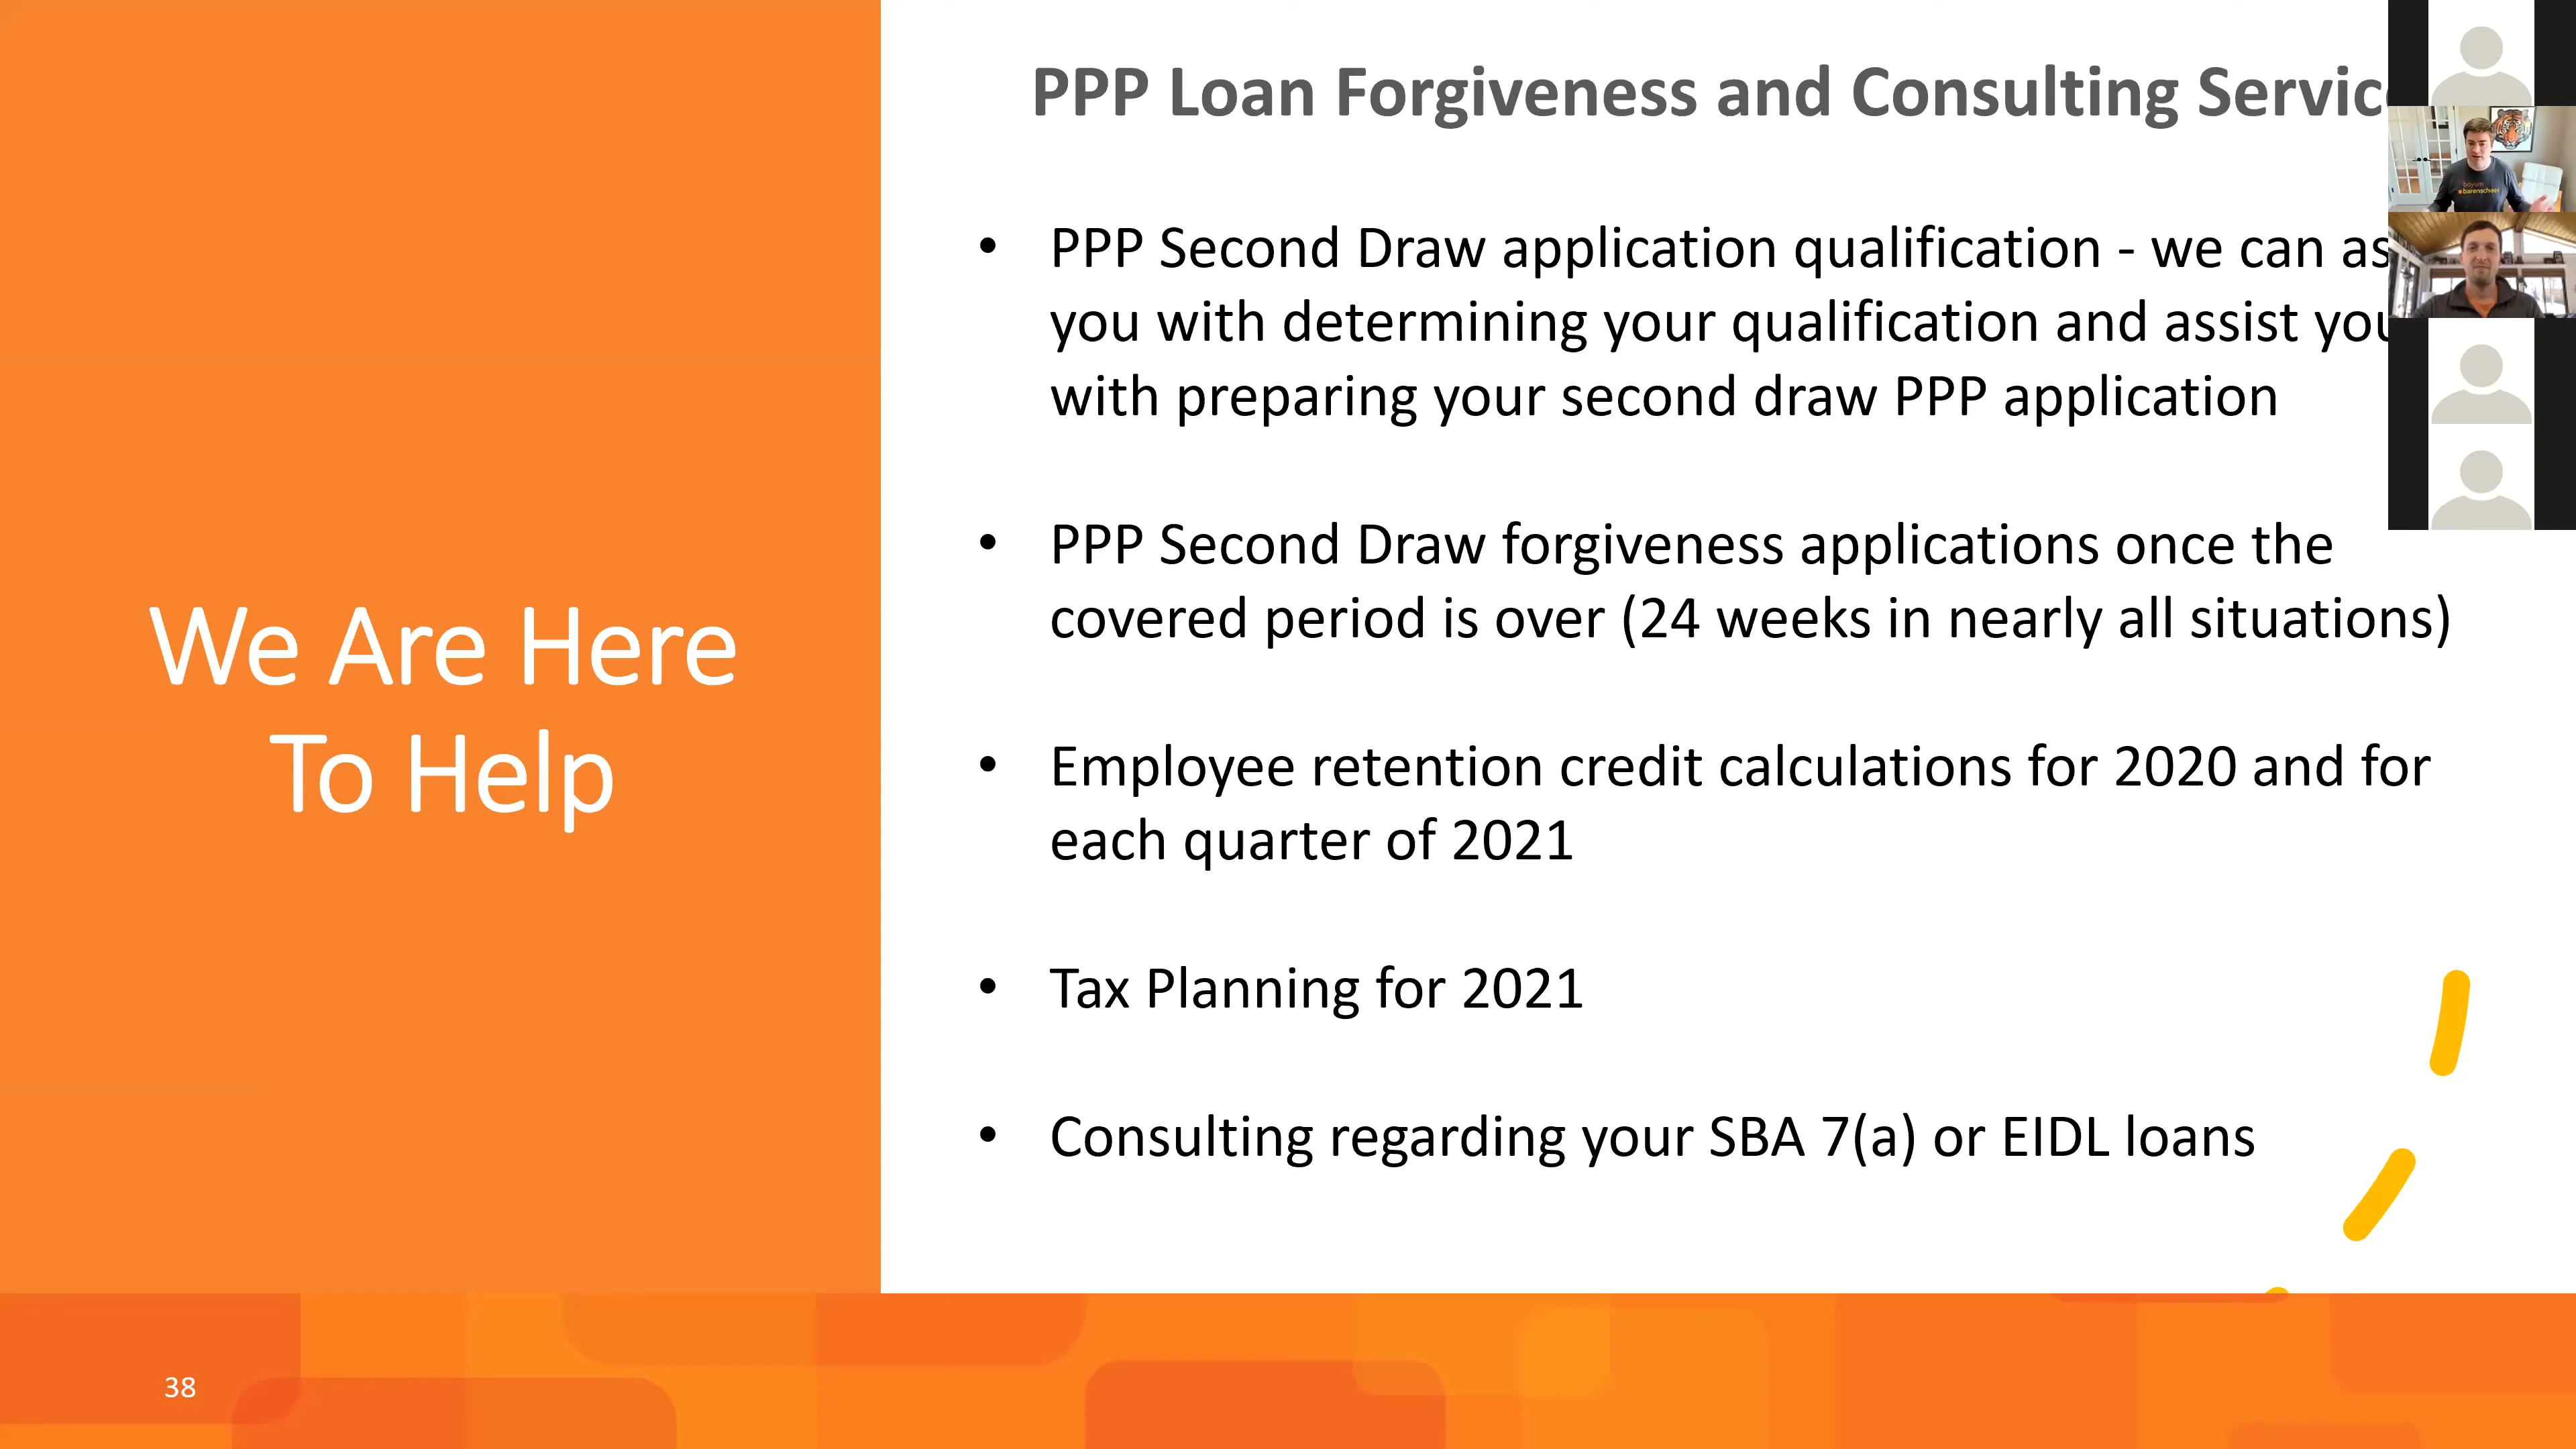 PPP Loan Forgiveness and Consulting
• PPP Second Draw application qualification - we can
you with determining your qualification and assist
with preparing your second draw PPP application
• PPP Second Draw forgiveness applications once the
covered period is over (24 weeks in nearly all situations)
• Employee retention credit calculations for 2020 and for
each quarter of 2021
• Tax Planning for 2021
• Consulting regarding your SBA 7(a) or EIDL loans
We Are Here
To Help
38